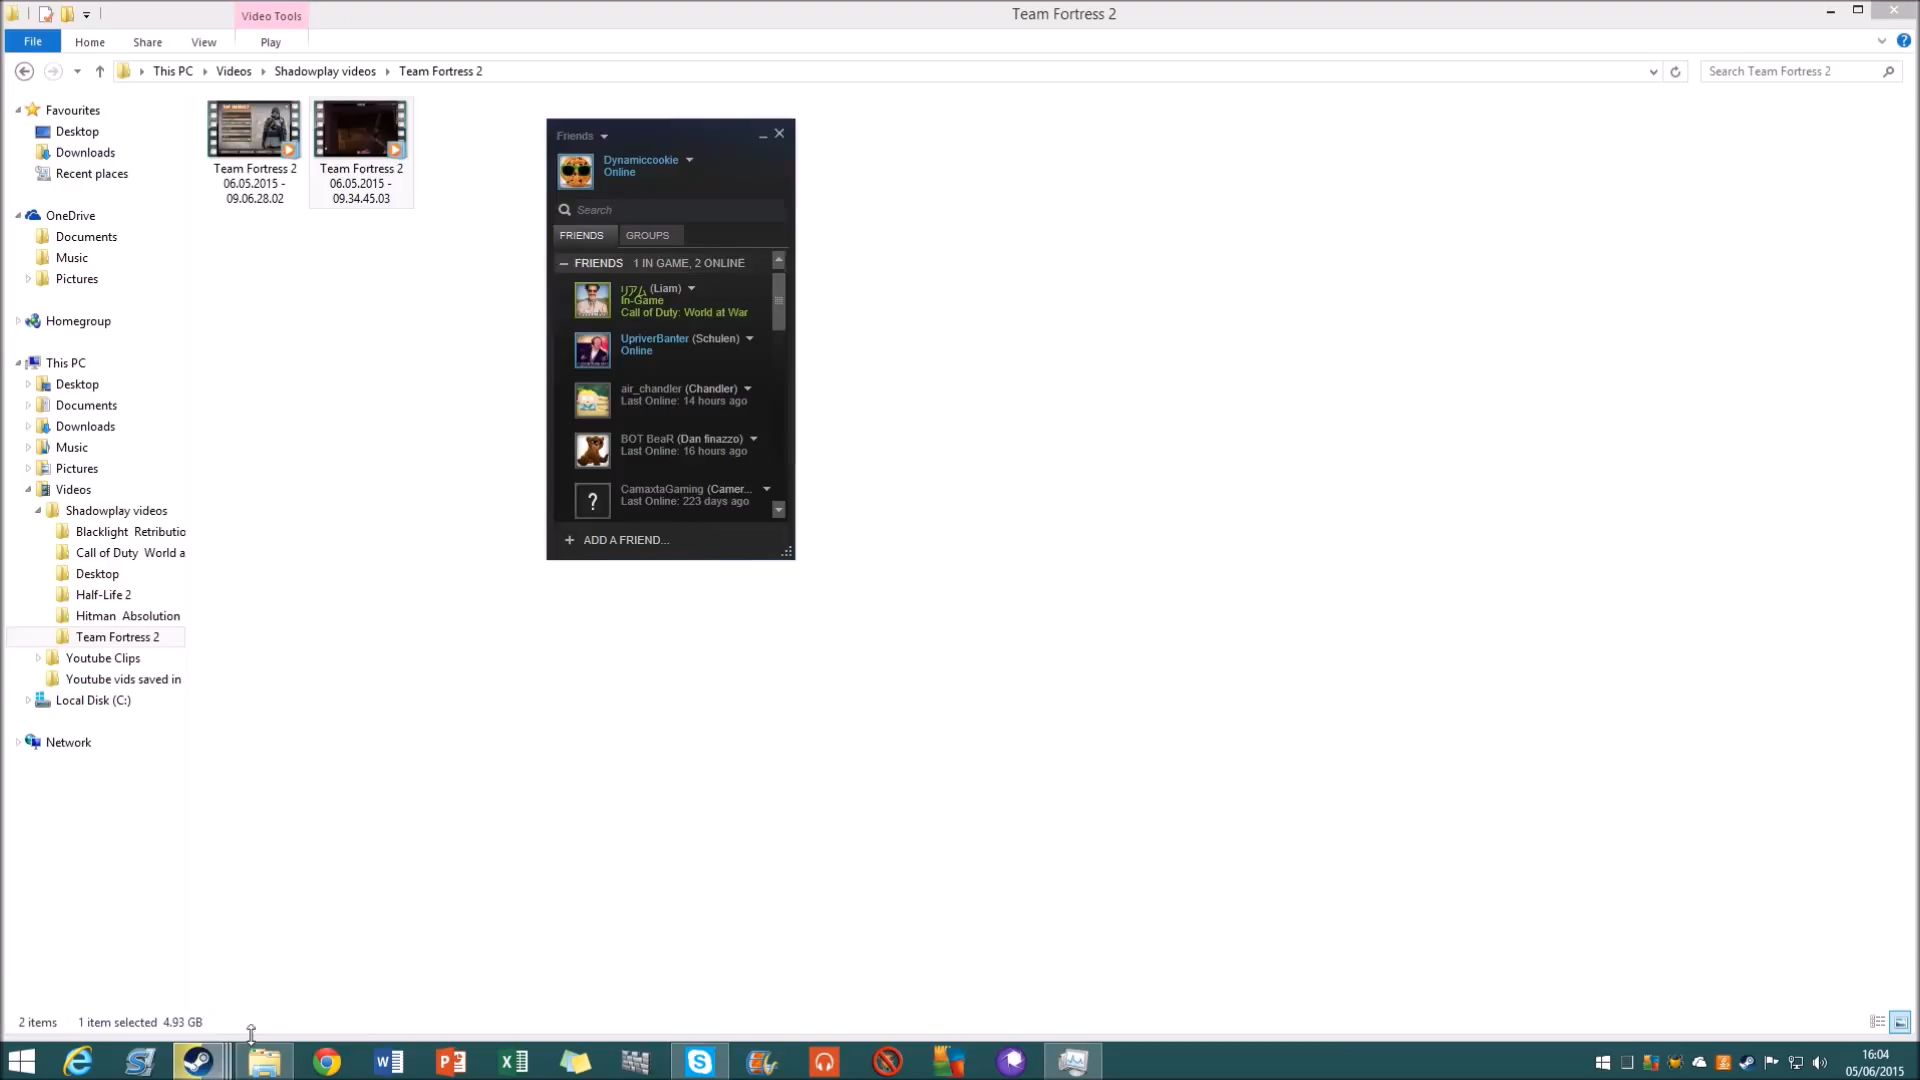 Video Tools
Team Fortress 2
File
Home
Share
View
Play
This PC
Videos
Shadowplay videos
Team Fortress 2
Search Team Fortress 2
Favourites
Desktop
Downloads
Recent places
OneDrive
Documents
Music
Pictures
Homegroup
This PC
Desktop
Documents
Downloads
Music
Pictures
Videos
Shadowplay videos
Blacklight Retributio
Call of Duty World a
Desktop
Half-Life 2
Hitman Absolution
Team Fortress 2
Youtube Clips
Youtube vids saved in
Local Disk (C:)
Network
Team Fortress 2
06.05.2015 -
09.06.28.02
Team Fortress 2
06.05.2015 -
09.34.45.03
Friends
Dynamiccookie
Online
Search
FRIENDS
GROUPS
FRIENDS 1 IN GAME, 2 ONLINE
リアム (Liam)
In-Game
Call of Duty: World at War
UpriverBanter (Schulen)
Online
air_chandler (Chandler)
Last Online: 14 hours ago
BOT BeaR (Dan finazzo)
Last Online: 16 hours ago
CamaxtaGaming (Camer...
Last Online: 223 days ago
+ ADD A FRIEND...
2 items
1 item selected 4.93 GB
16:04
05/06/2015